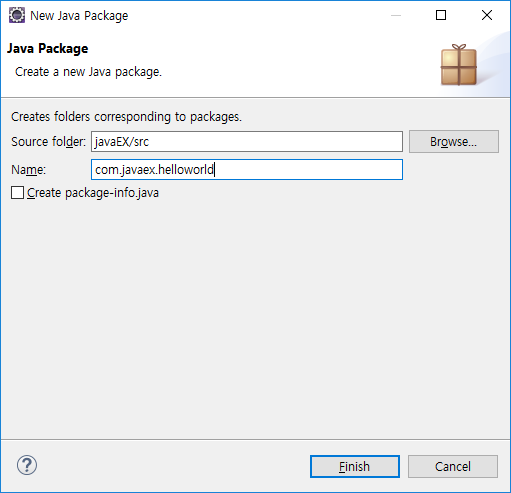 New Java Package
Java Package
Create a new Java package.
Creates folders corresponding to packages.
Source folder: javaEX/src Browse...
Name: com.javaex.helloworld
Create package-info.java
? Finish Cancel